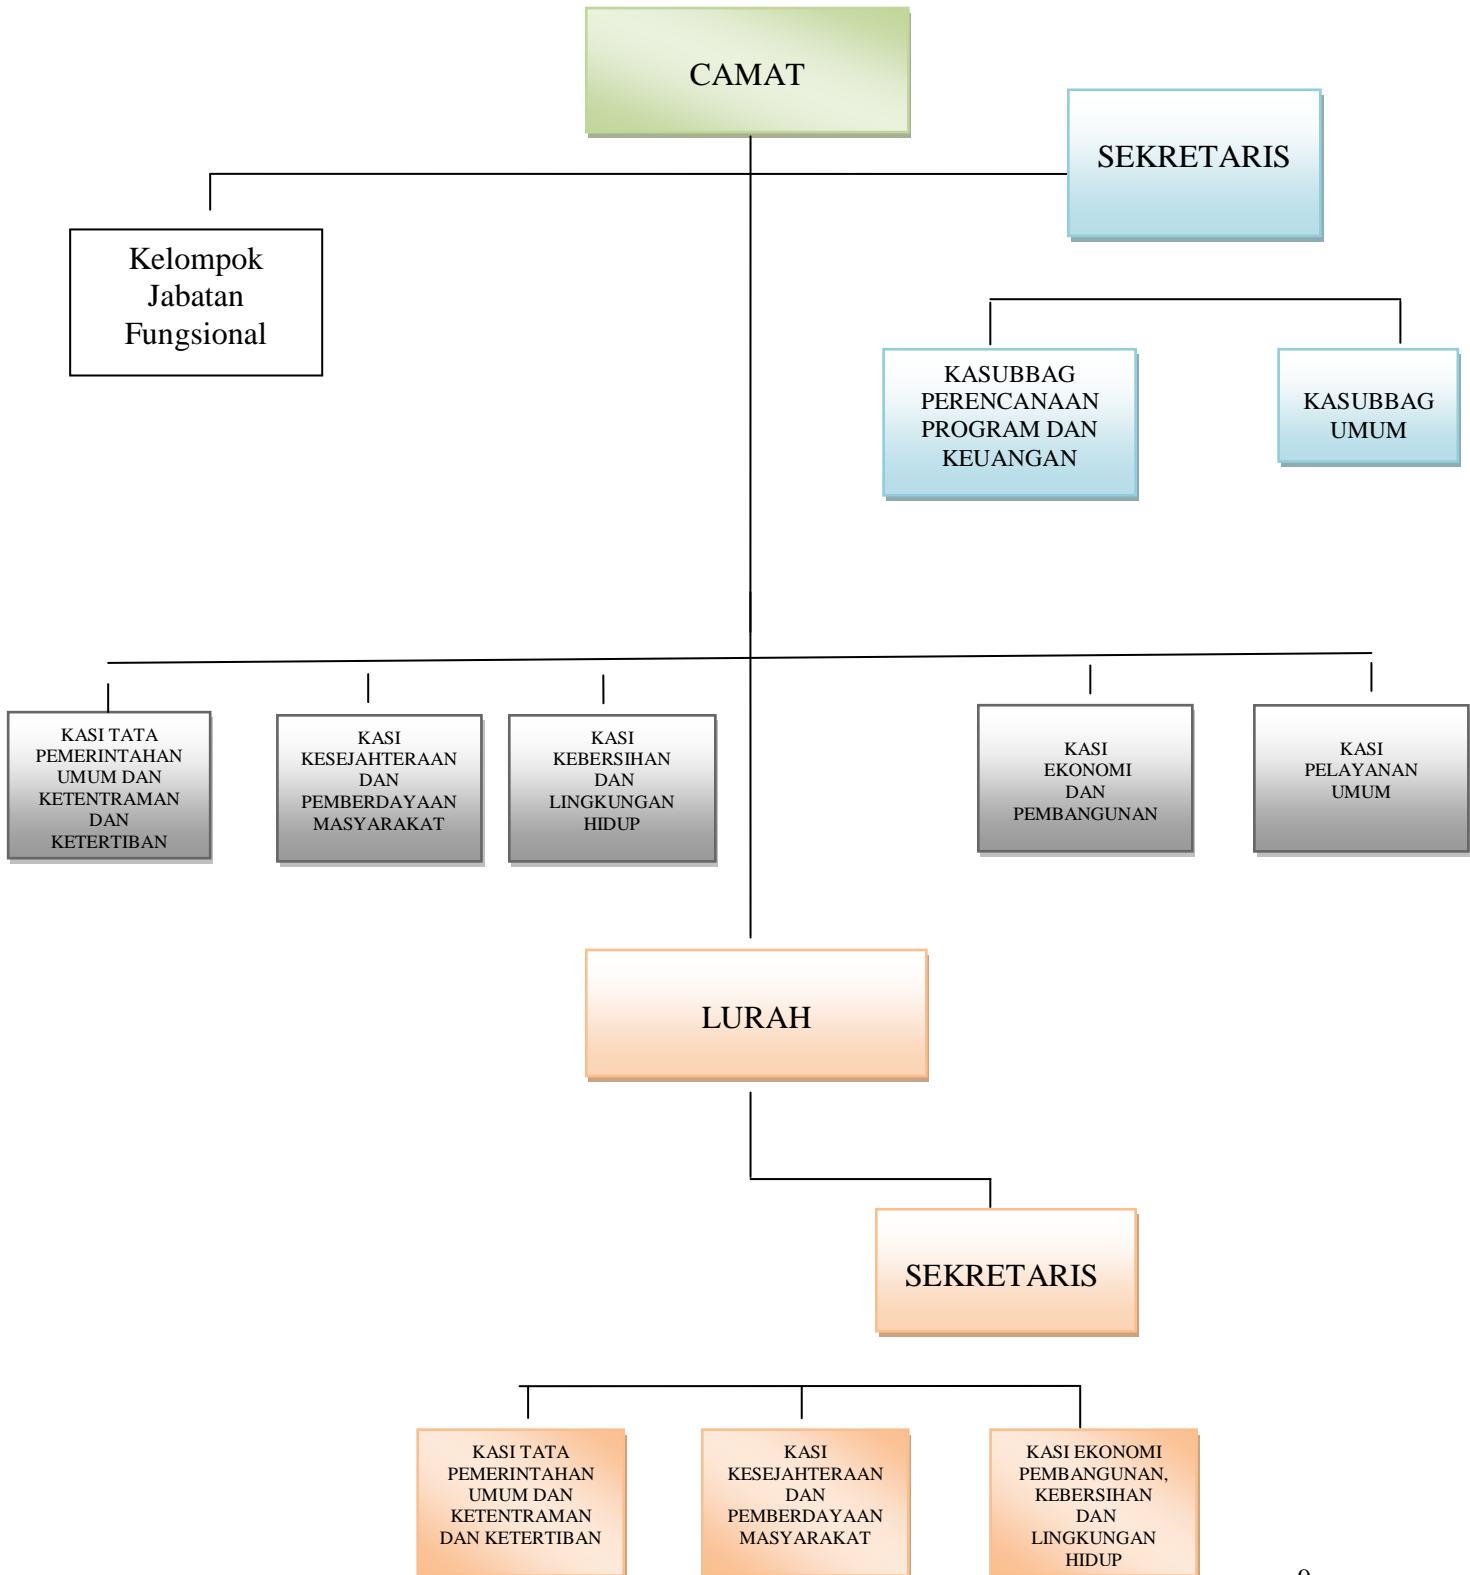 CAMAT
SEKRETARIS
Kelompok
Jabatan
Fungsional
KASUBBAG
PERENCANAAN
PROGRAM DAN
KEUANGAN
KASUBBAG
UMUM
KASI TATA
PEMERINTAHAN
UMUM DAN
KETENTRAMAN
DAN
KETERTIBAN
KASI
KESEJAHTERAAN
DAN
PEMBERDAYAAN
MASYARAKAT
KASI
KEBERSIHAN
DAN
LINGKUNGAN
HIDUP
KASI
EKONOMI
DAN
PEMBANGUNAN
KASI
PELAYANAN
UMUM
LURAH
SEKRETARIS
KASI TATA
PEMERINTAHAN
UMUM DAN
KETENTRAMAN
DAN KETERTIBAN
KASI
KESEJAHTERAAN
DAN
PEMBERDAYAAN
MASYARAKAT
KASI EKONOMI
PEMBANGUNAN,
KEBERSIHAN
DAN
LINGKUNGAN
HIDUP